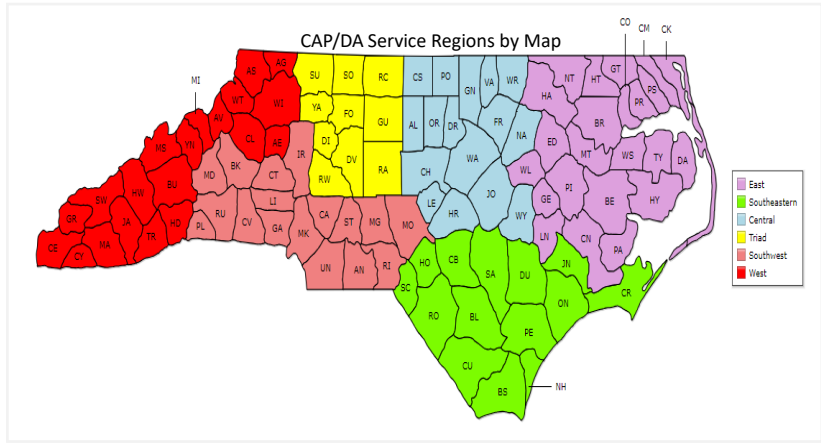 CAP/DA Service Regions by Map
CO
CM
CK
MI
AS
AG
SU
SO
RC
CS
PO
GN
VA
WR
NT
HT
GT
PS
PR
HA
WT
WI
YA
FO
GU
AL
OR
DR
FR
NA
BR
AV
CL
AE
IR
DI
DV
MS
YN
MD
BK
CT
RW
RA
CH
WA
WL
ED
MT
WS
TY
DA
SW
HW
BU
RU
LI
LE
JO
GE
PI
BE
HY
GR
JA
HD
PL
CV
GA
MK
CA
ST
MG
MO
HR
WY
LN
CN
PA
CE
CY
MA
TR
UN
AN
RI
HO
CB
SA
DU
JN
SC
RO
BL
PE
ON
CR
CU
BS
NH
East
Southeastern
Central
Triad
Southwest
West